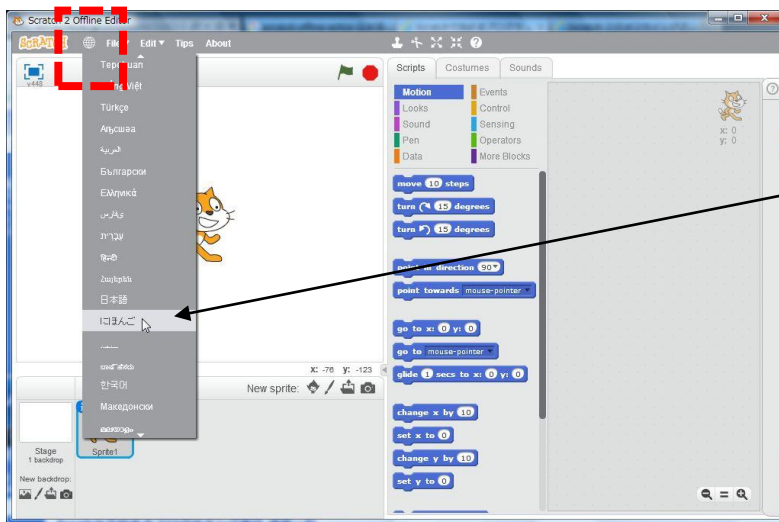 Scratch 2 Offline Editor
SCRATCH File Edit Tips About
v448
Türkçe
Аҧсшәа
العربية
Български
Ελληνικά
فارسی
עִבְרִית
हिन्दी
Հայերեն
日本語
にほんご
한국어
Македонски
X: -76 y: -123
New sprite:
Stage
1 backdrop
New backdrop:
Sprite1
Scripts Costumes Sounds
Motion Events
Looks Control
Sound Sensing
Pen Operators
Data More Blocks
x: 0
y: 0
move 10 steps
turn 15 degrees
turn 15 degrees
point in direction 90
point towards mouse-pointer
go to x: 0 y: 0
go to mouse-pointer
glide 1 secs to x: 0 y: 0
change x by 10
set x to 0
change y by 10
set y to 0